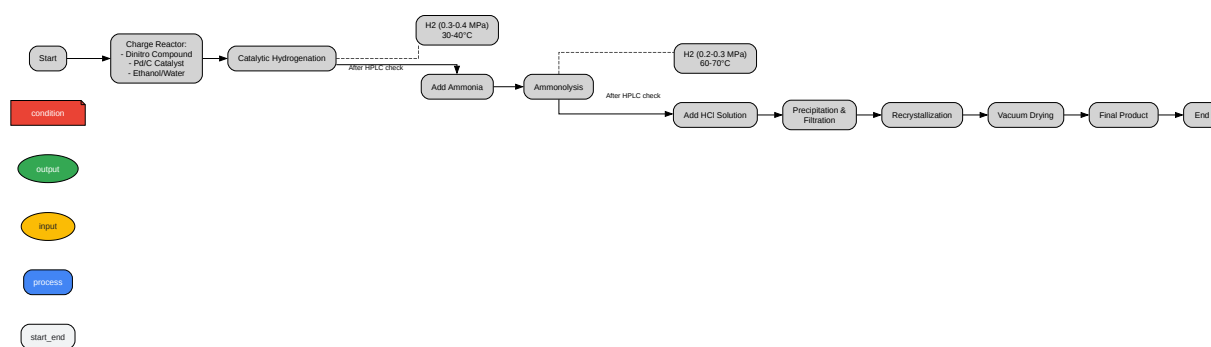 Start
Charge Reactor:
- Dinitro Compound
- Pd/C Catalyst
- Ethanol/Water
Catalytic Hydrogenation
H2 (0.3-0.4 MPa)
30-40°C
After HPLC check
Add Ammonia
Ammonolysis
H2 (0.2-0.3 MPa)
60-70°C
After HPLC check
Add HCl Solution
Precipitation &
Filtration
Recrystallization
Vacuum Drying
Final Product
End
condition
output
input
process
start_end